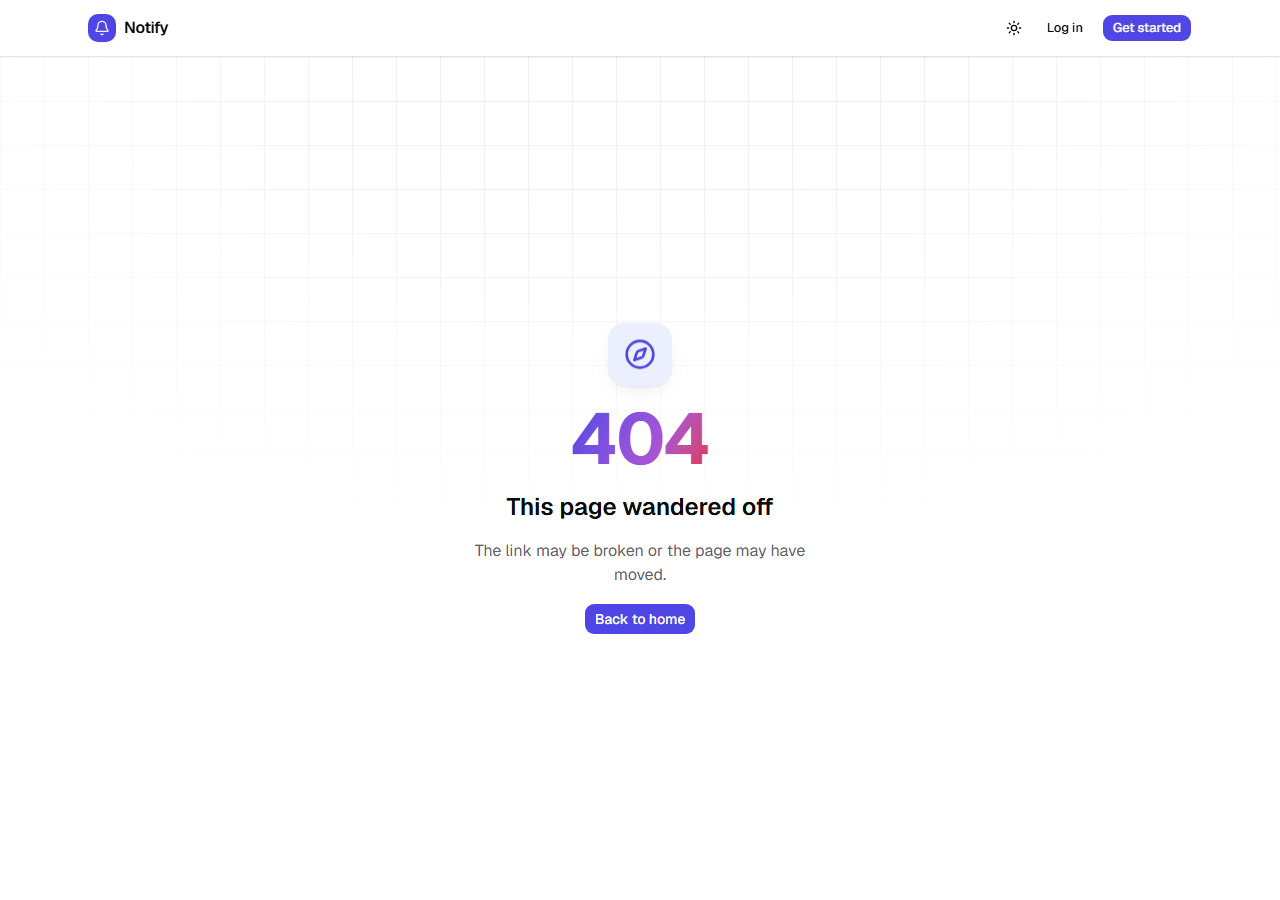 Notify
Log in
Get started
404
This page wandered off
The link may be broken or the page may have
moved.
Back to home